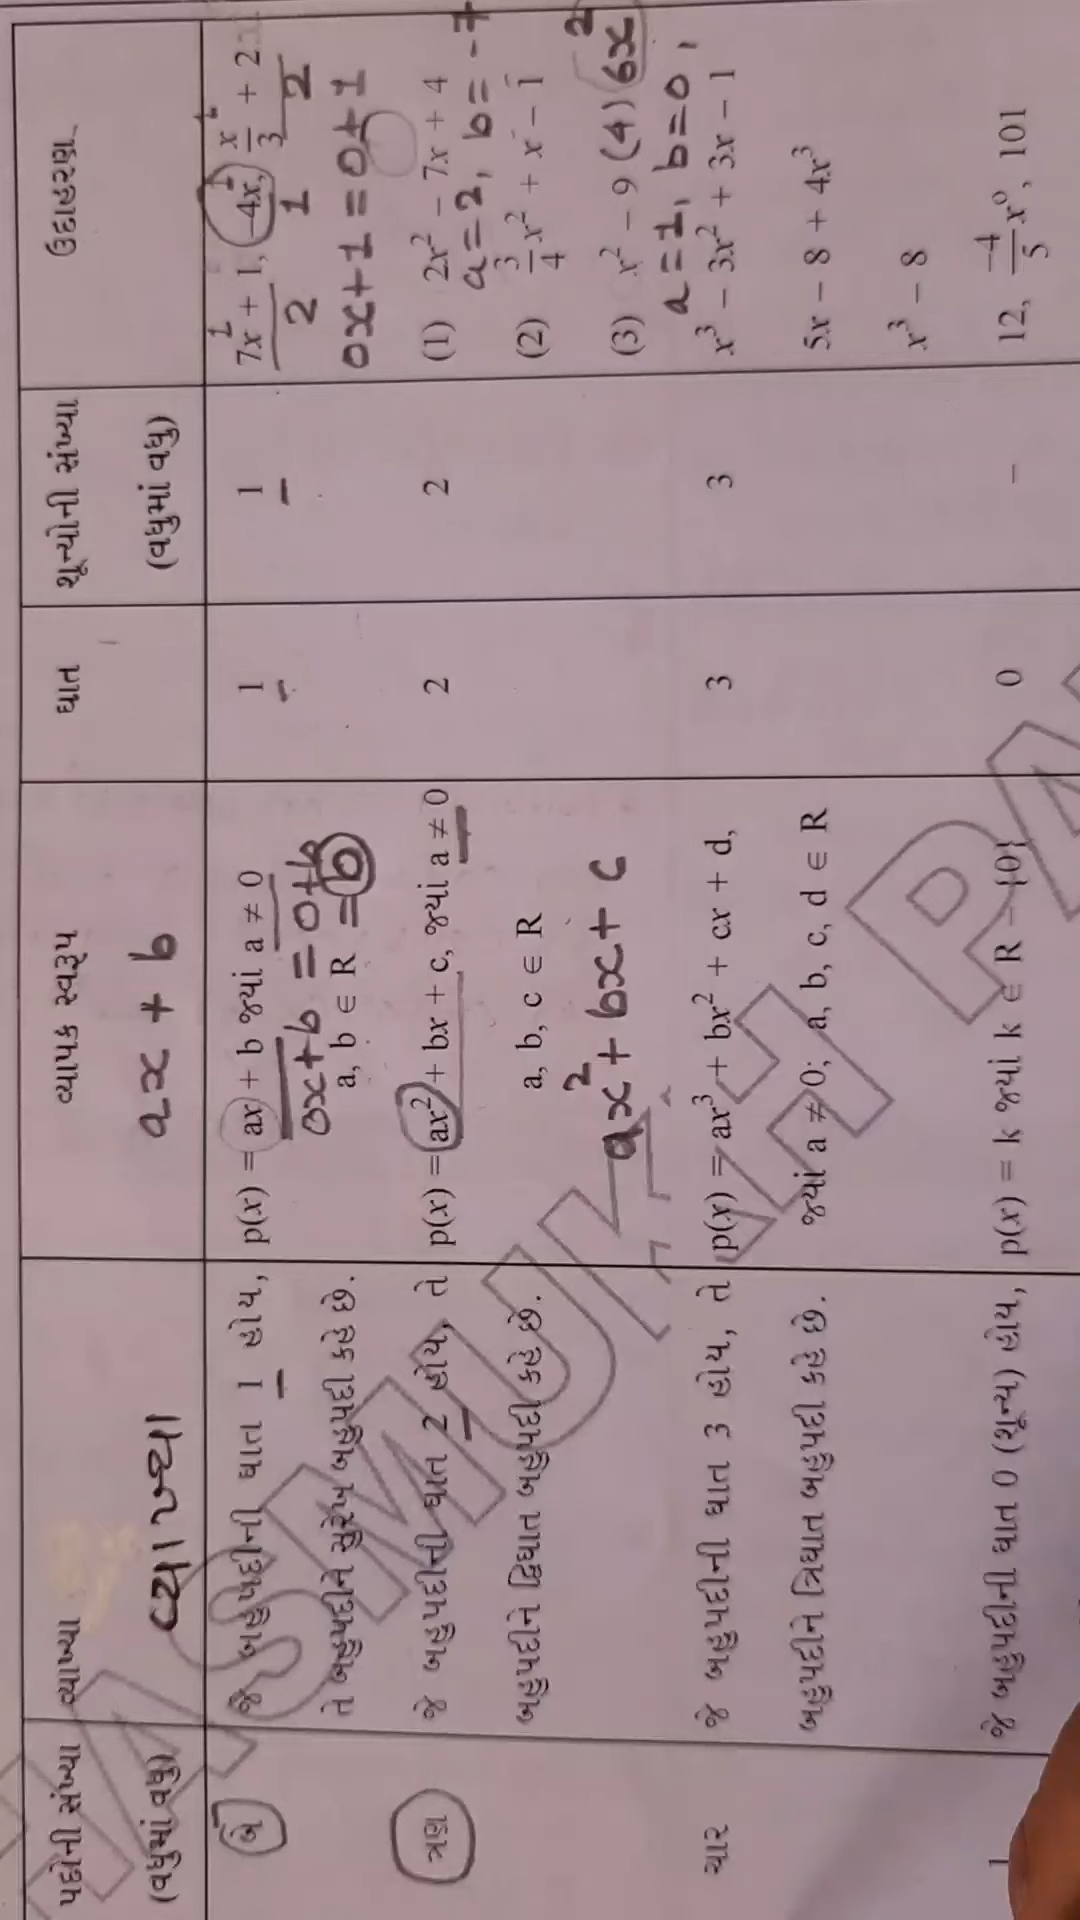 પદોની સંખ્યા
(વધુમાં વધુ)
વ્યાખ્યા
વ્યાખ્યા
વ્યાપક સ્વરૂપ
ax + b
ઘાત
શૂન્યોની સંખ્યા
(વધુમાં વધુ)
ઉદાહરણ
બે
જે બહુપદીની ઘાત 1 હોય,
તે બહુપદીને સુરેખ બહુપદી કહે છે.
p(x) = ax + b જ્યાં a ≠ 0
0x+b = 0+b
a, b ∈ R = b
1
1
7x + 1, -4x, x/3 + 2
2 1 2
0x+1 = 0+1
ત્રણ
જે બહુપદીની ઘાત 2 હોય, તે
બહુપદીને દ્વિઘાત બહુપદી કહે છે.
p(x) = ax² + bx + c, જ્યાં a ≠ 0
a, b, c ∈ R
ax² + bx + c
2
2
(1) 2x² − 7x + 4
a=2, b=-7
(2) 3/4 x² + x − 1
(3) x² − 9 (4) 6x²
a=1, b=0,
ચાર
જે બહુપદીની ઘાત 3 હોય, તે
બહુપદીને ત્રિઘાત બહુપદી કહે છે.
p(x) = ax³ + bx² + cx + d,
જ્યાં a ≠ 0; a, b, c, d ∈ R
3
3
x³ − 3x² + 3x − 1
5x − 8 + 4x³
x³ − 8
1
જે બહુપદીની ઘાત 0 (શૂન્ય) હોય,
p(x) = k જ્યાં k ∈ R − {0}
0
–
12, -4/5 x⁰, 101